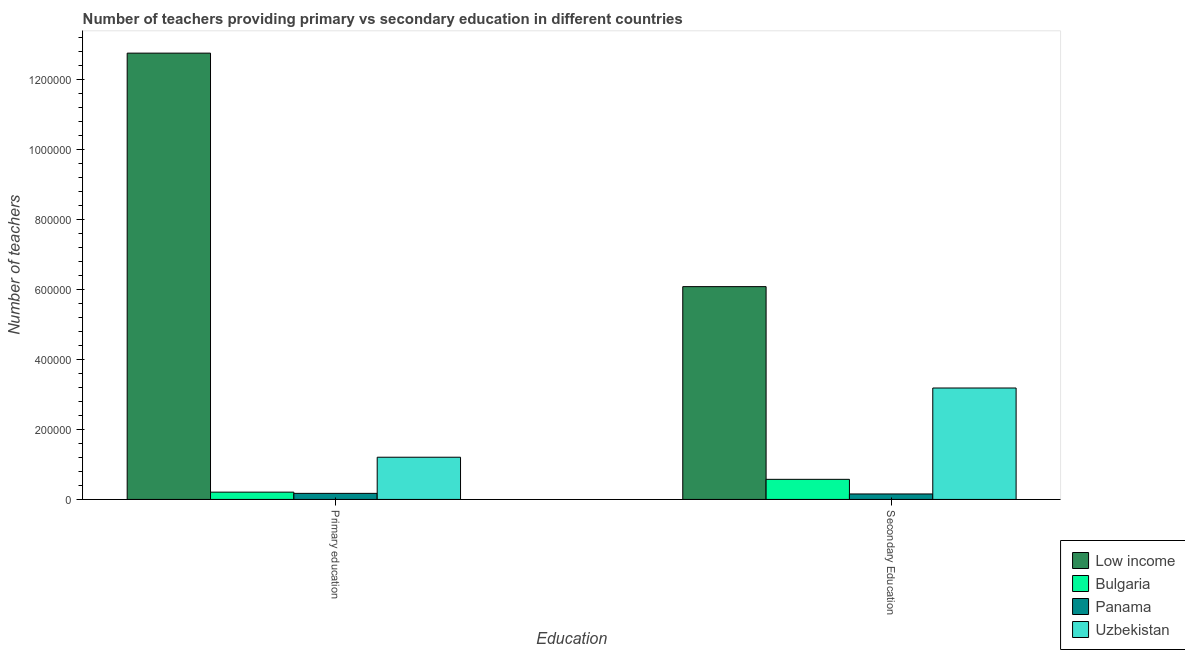 Number of teachers providing primary vs secondary education in different countries
Number of teachers
1200000
1000000
800000
600000
400000
200000
0
Primary education
Secondary Education
Education
Low income
Bulgaria
Panama
Uzbekistan